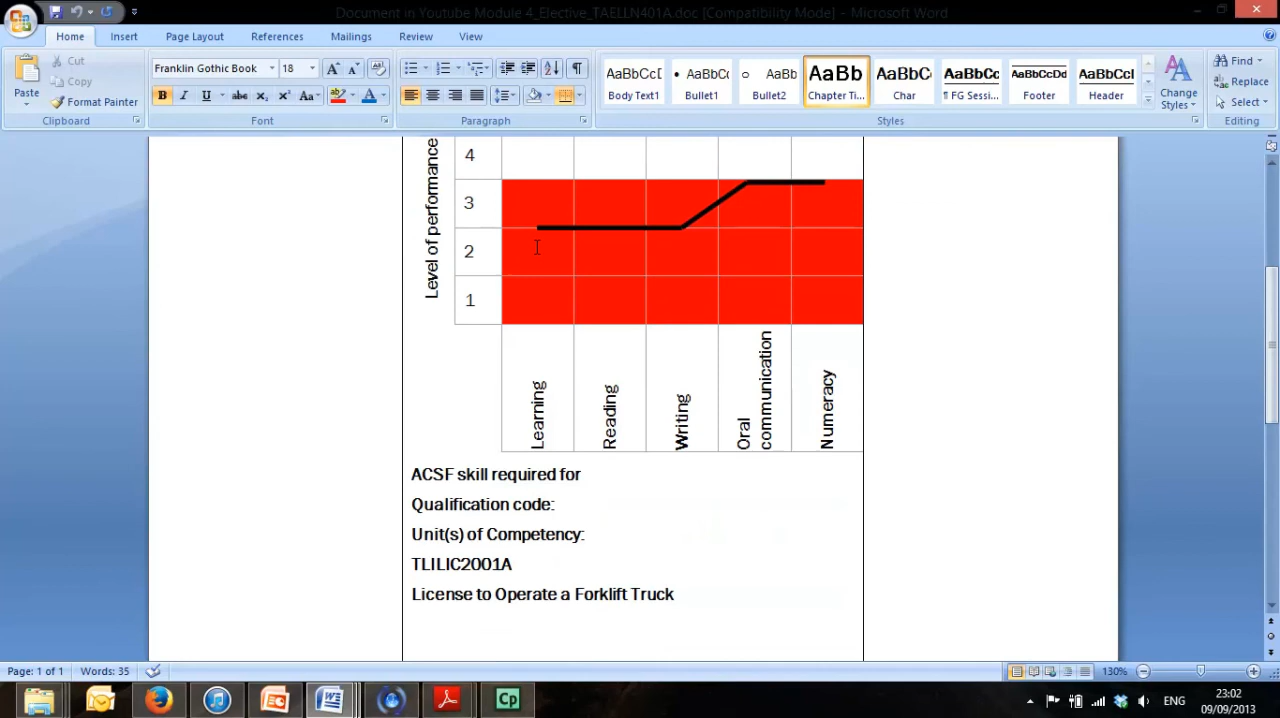 Document in Youtube Module 4_Elective_TAELLN401A.doc [Compatibility Mode] - Microsoft Word
Home Insert Page Layout References Mailings Review View
Paste
Cut
Copy
Format Painter
Clipboard
Franklin Gothic Book 18
Font
Paragraph
AaBbCcD AaBbCc AaBb AaBb AaBbC AaBbCc AaBbCcDd AaBbCcI
Body Text1 Bullet1 Bullet2 Chapter Ti... Char ¶ FG Sessi... Footer Header
Change Styles
Styles
Find
Replace
Select
Editing
Level of performance
4
3
2
1
Learning
Reading
Writing
Oral communication
Numeracy
ACSF skill required for
Qualification code:
Unit(s) of Competency:
TLILIC2001A
License to Operate a Forklift Truck
Page: 1 of 1 Words: 35 130%
ENG 23:02
09/09/2013